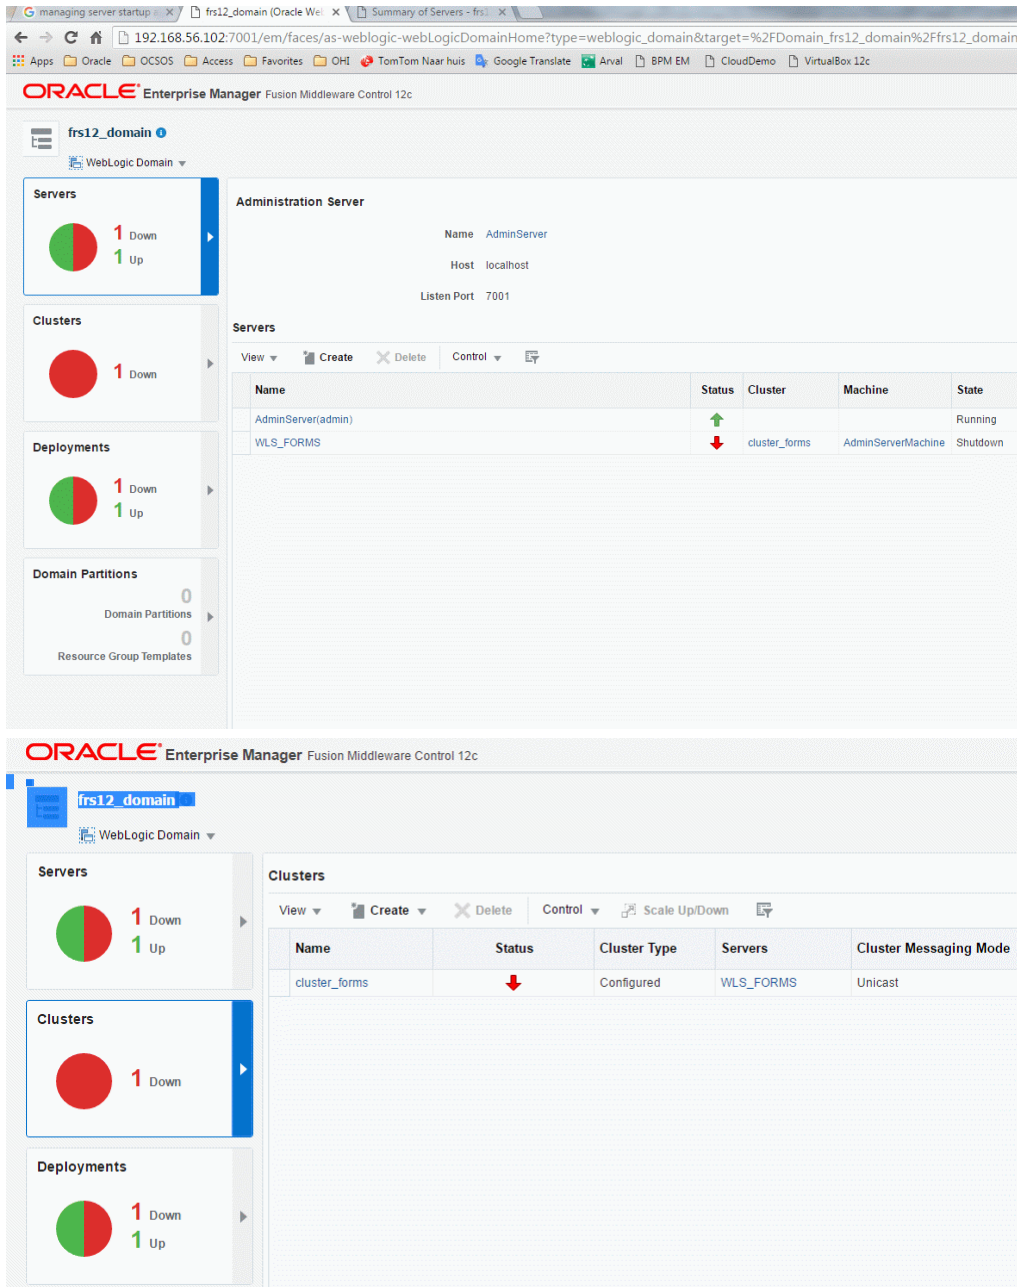 managing server startup a
frs12_domain (Oracle Wel
Summary of Servers - frs1
192.168.56.102:7001/em/faces/as-weblogic-webLogicDomainHome?type=weblogic_domain&target=%2FDomain_frs12_domain%2Ffrs12_domain
Apps Oracle OCSOS Access Favorites OHI TomTom Naar huis Google Translate Arval BPM EM CloudDemo VirtualBox 12c
ORACLE Enterprise Manager Fusion Middleware Control 12c
frs12_domain
WebLogic Domain
Servers
1 Down
1 Up
Clusters
1 Down
Deployments
1 Down
1 Up
Domain Partitions
0
Domain Partitions
0
Resource Group Templates
Administration Server
Name AdminServer
Host localhost
Listen Port 7001
Servers
View Create Delete Control
Name Status Cluster Machine State
AdminServer(admin) Running
WLS_FORMS cluster_forms AdminServerMachine Shutdown
ORACLE Enterprise Manager Fusion Middleware Control 12c
frs12_domain
WebLogic Domain
Servers
1 Down
1 Up
Clusters
1 Down
Deployments
1 Down
1 Up
Clusters
View Create Delete Control Scale Up/Down
Name Status Cluster Type Servers Cluster Messaging Mode
cluster_forms Configured WLS_FORMS Unicast